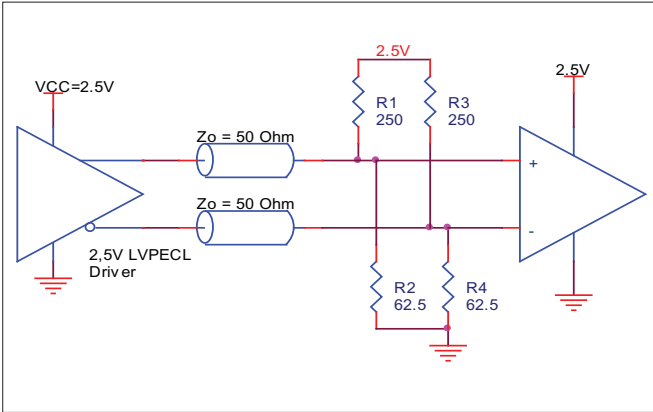 2.5V
VCC=2.5V
2.5V
R1
250
R3
250
Zo = 50 Ohm
+
Zo = 50 Ohm
-
2,5V LVPECL
Driver
R2
62.5
R4
62.5